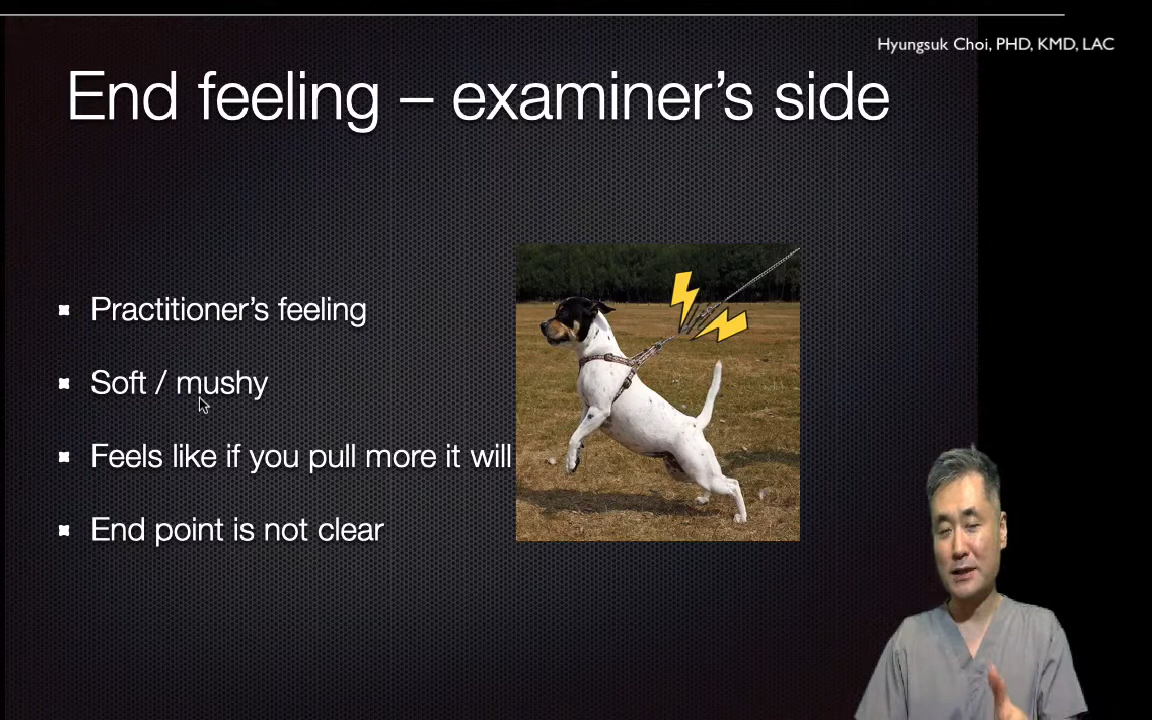 Hyungsuk Choi, PHD, KMD, LAC
End feeling – examiner’s side
Practitioner’s feeling
Soft / mushy
Feels like if you pull more it will
End point is not clear